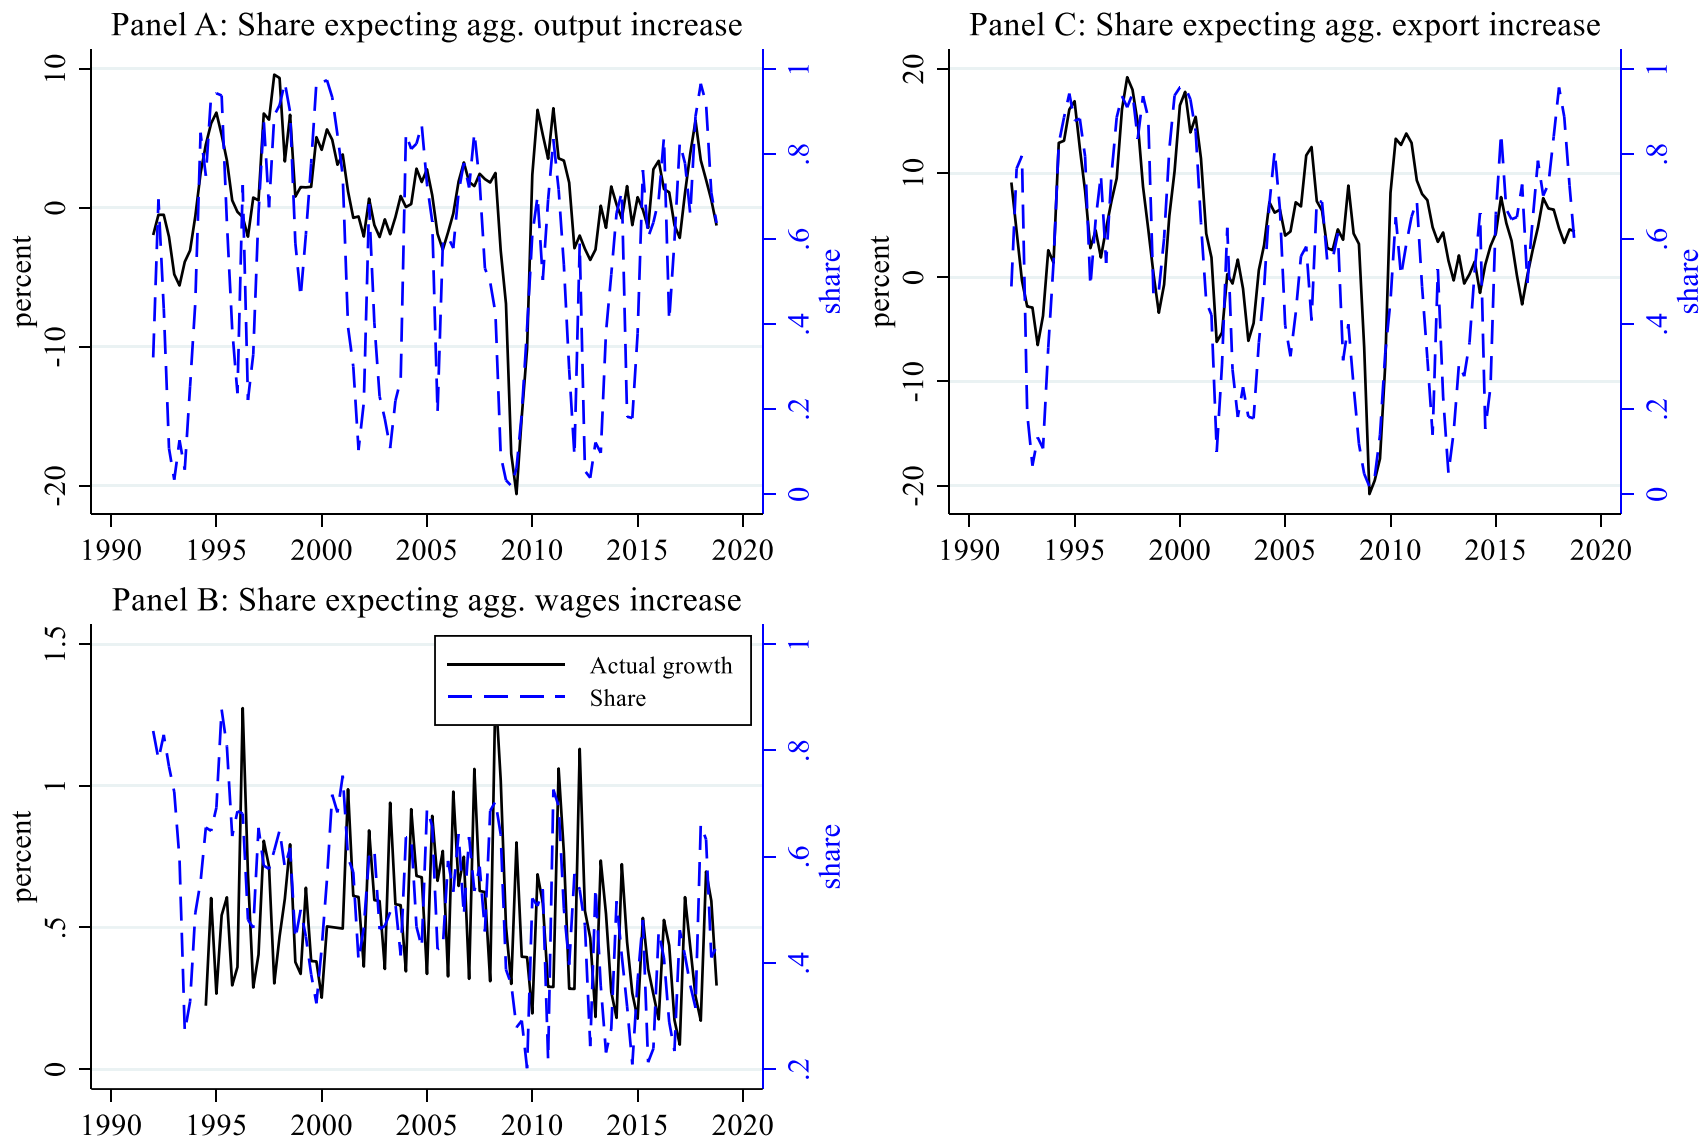 Panel A: Share expecting agg. output increase
10
0
-10
-20
percent
1
.8
.6
.4
.2
0
share
1990 1995 2000 2005 2010 2015 2020
Panel C: Share expecting agg. export increase
20
10
0
-10
-20
percent
1
.8
.6
.4
.2
0
share
1990 1995 2000 2005 2010 2015 2020
Panel B: Share expecting agg. wages increase
1.5
1
.5
0
percent
Actual growth
Share
1
.8
.6
.4
.2
share
1990 1995 2000 2005 2010 2015 2020